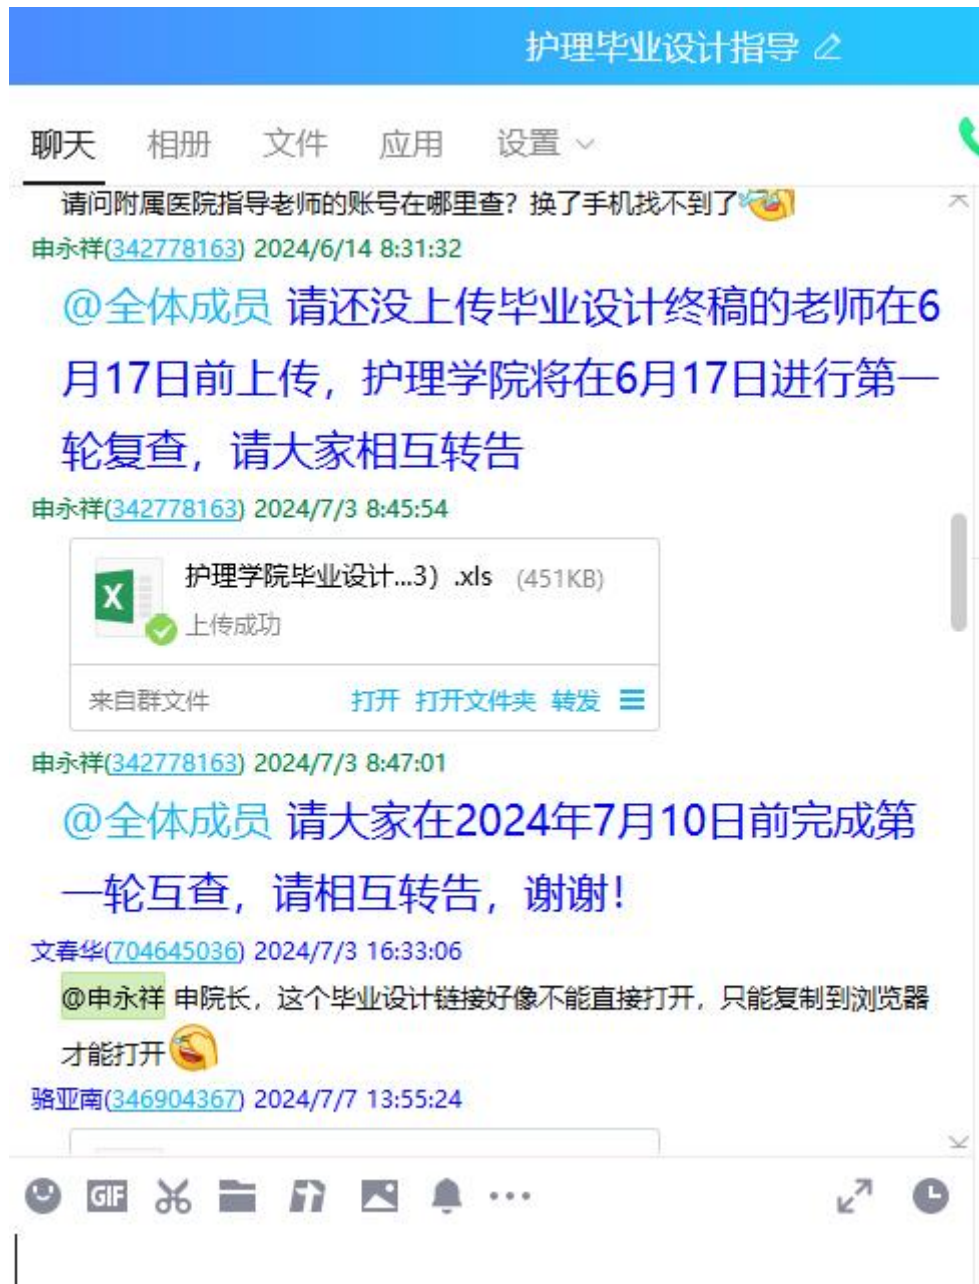 护理毕业设计指导
聊天 相册 文件 应用 设置
请问附属医院指导老师的账号在哪里查？换了手机找不到了
申永祥(342778163) 2024/6/14 8:31:32
@全体成员 请还没上传毕业设计终稿的老师在6
月17日前上传，护理学院将在6月17日进行第一
轮复查，请大家相互转告
申永祥(342778163) 2024/7/3 8:45:54
护理学院毕业设计...3）.xls (451KB)
上传成功
来自群文件 打开 打开文件夹 转发
申永祥(342778163) 2024/7/3 8:47:01
@全体成员 请大家在2024年7月10日前完成第
一轮互查，请相互转告，谢谢！
文春华(704645036) 2024/7/3 16:33:06
@申永祥 申院长，这个毕业设计链接好像不能直接打开，只能复制到浏览器
才能打开
骆亚南(346904367) 2024/7/7 13:55:24
GIF